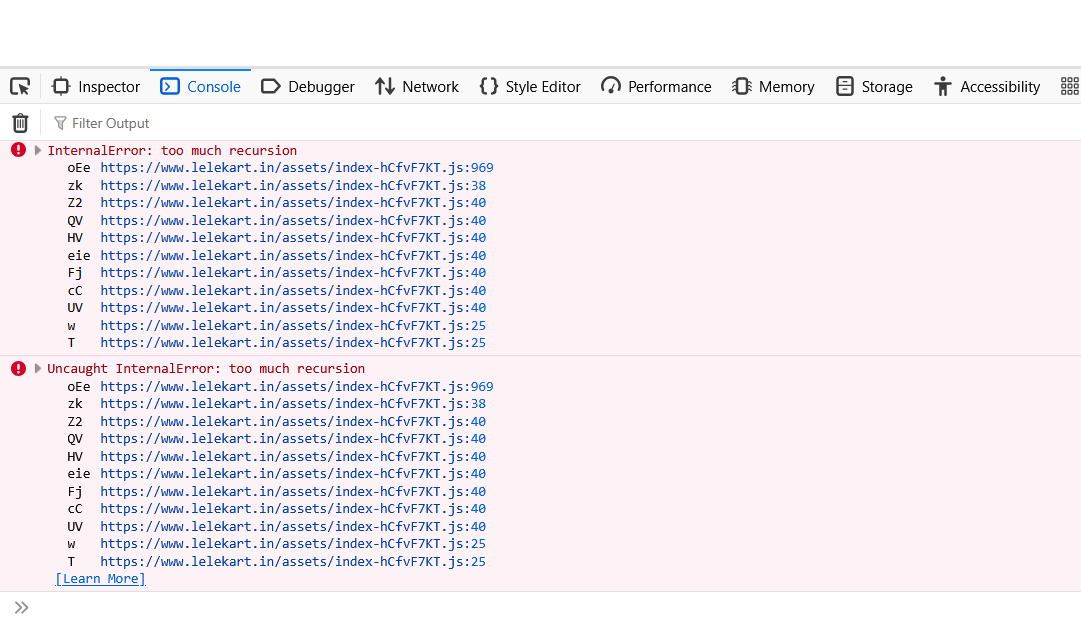 Inspector Console Debugger Network Style Editor Performance Memory Storage Accessibility
Filter Output
InternalError: too much recursion
oEe https://www.lelekart.in/assets/index-hCfvF7KT.js:969
zk https://www.lelekart.in/assets/index-hCfvF7KT.js:38
Z2 https://www.lelekart.in/assets/index-hCfvF7KT.js:40
QV https://www.lelekart.in/assets/index-hCfvF7KT.js:40
HV https://www.lelekart.in/assets/index-hCfvF7KT.js:40
eie https://www.lelekart.in/assets/index-hCfvF7KT.js:40
Fj https://www.lelekart.in/assets/index-hCfvF7KT.js:40
cC https://www.lelekart.in/assets/index-hCfvF7KT.js:40
UV https://www.lelekart.in/assets/index-hCfvF7KT.js:40
w https://www.lelekart.in/assets/index-hCfvF7KT.js:25
T https://www.lelekart.in/assets/index-hCfvF7KT.js:25
Uncaught InternalError: too much recursion
oEe https://www.lelekart.in/assets/index-hCfvF7KT.js:969
zk https://www.lelekart.in/assets/index-hCfvF7KT.js:38
Z2 https://www.lelekart.in/assets/index-hCfvF7KT.js:40
QV https://www.lelekart.in/assets/index-hCfvF7KT.js:40
HV https://www.lelekart.in/assets/index-hCfvF7KT.js:40
eie https://www.lelekart.in/assets/index-hCfvF7KT.js:40
Fj https://www.lelekart.in/assets/index-hCfvF7KT.js:40
cC https://www.lelekart.in/assets/index-hCfvF7KT.js:40
UV https://www.lelekart.in/assets/index-hCfvF7KT.js:40
w https://www.lelekart.in/assets/index-hCfvF7KT.js:25
T https://www.lelekart.in/assets/index-hCfvF7KT.js:25
[Learn More]